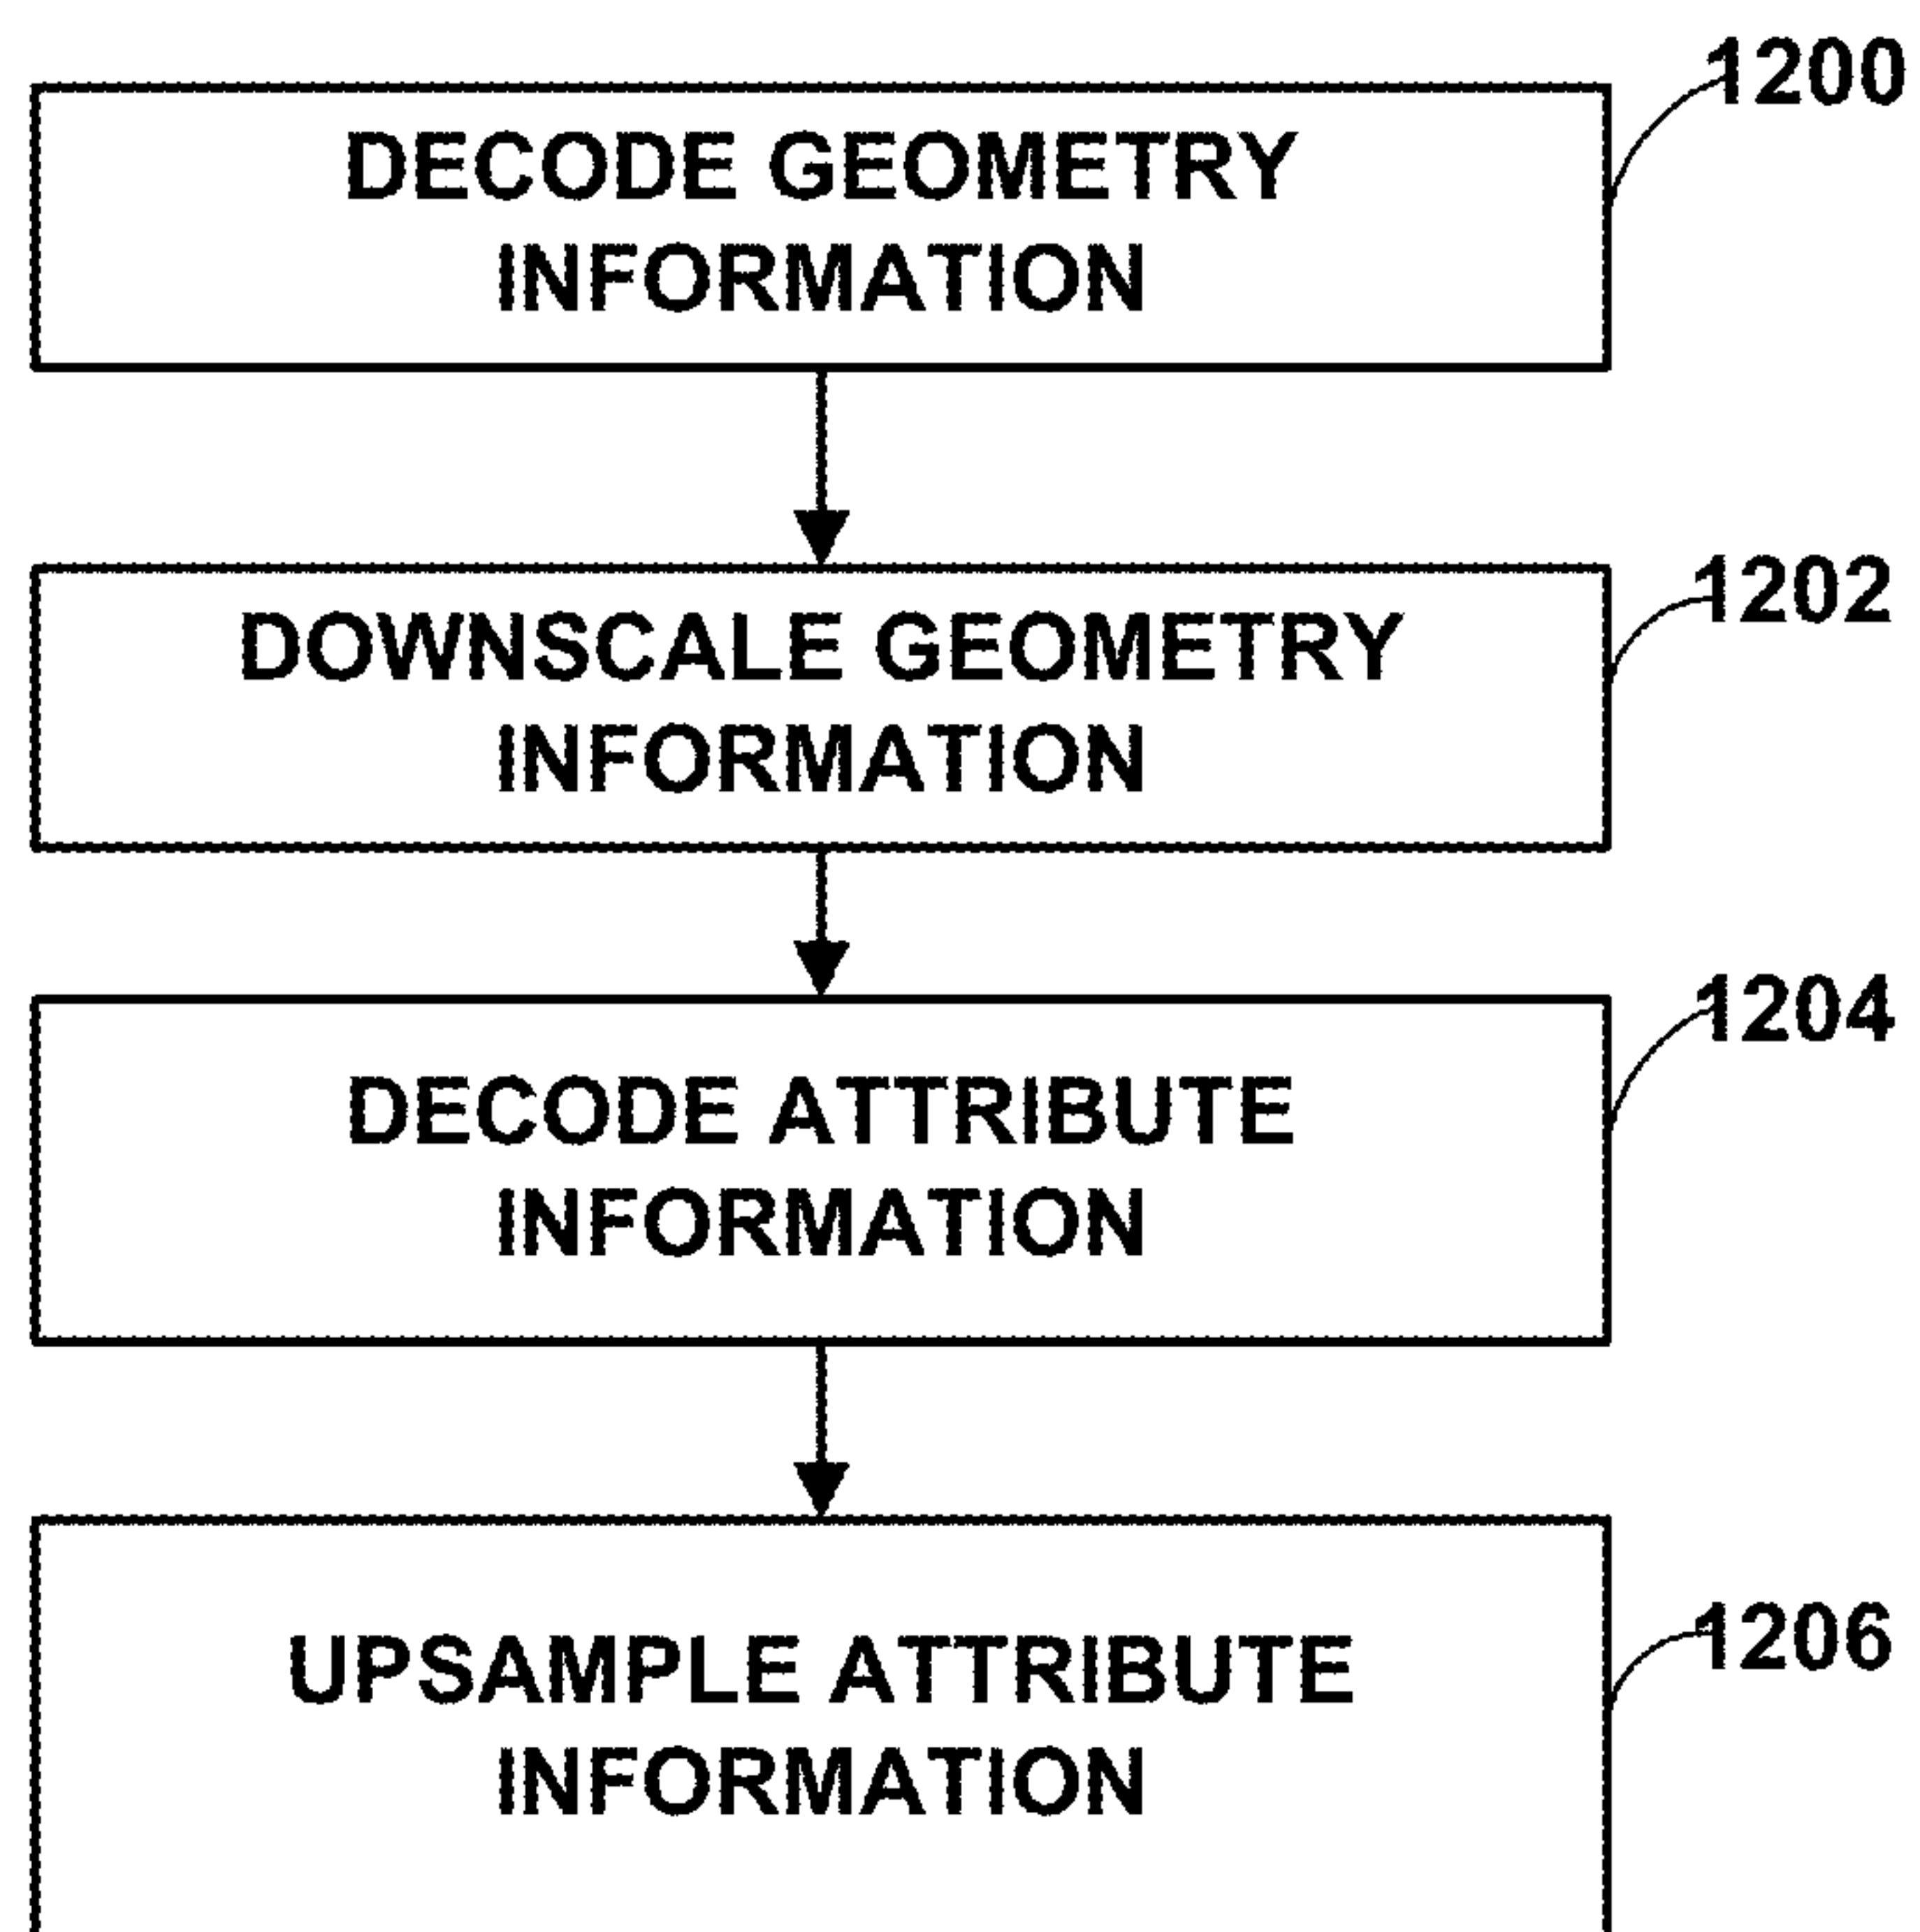 1200
DECODE GEOMETRY
INFORMATION
1202
DOWNSCALE GEOMETRY
INFORMATION
1204
DECODE ATTRIBUTE
INFORMATION
1206
UPSAMPLE ATTRIBUTE
INFORMATION